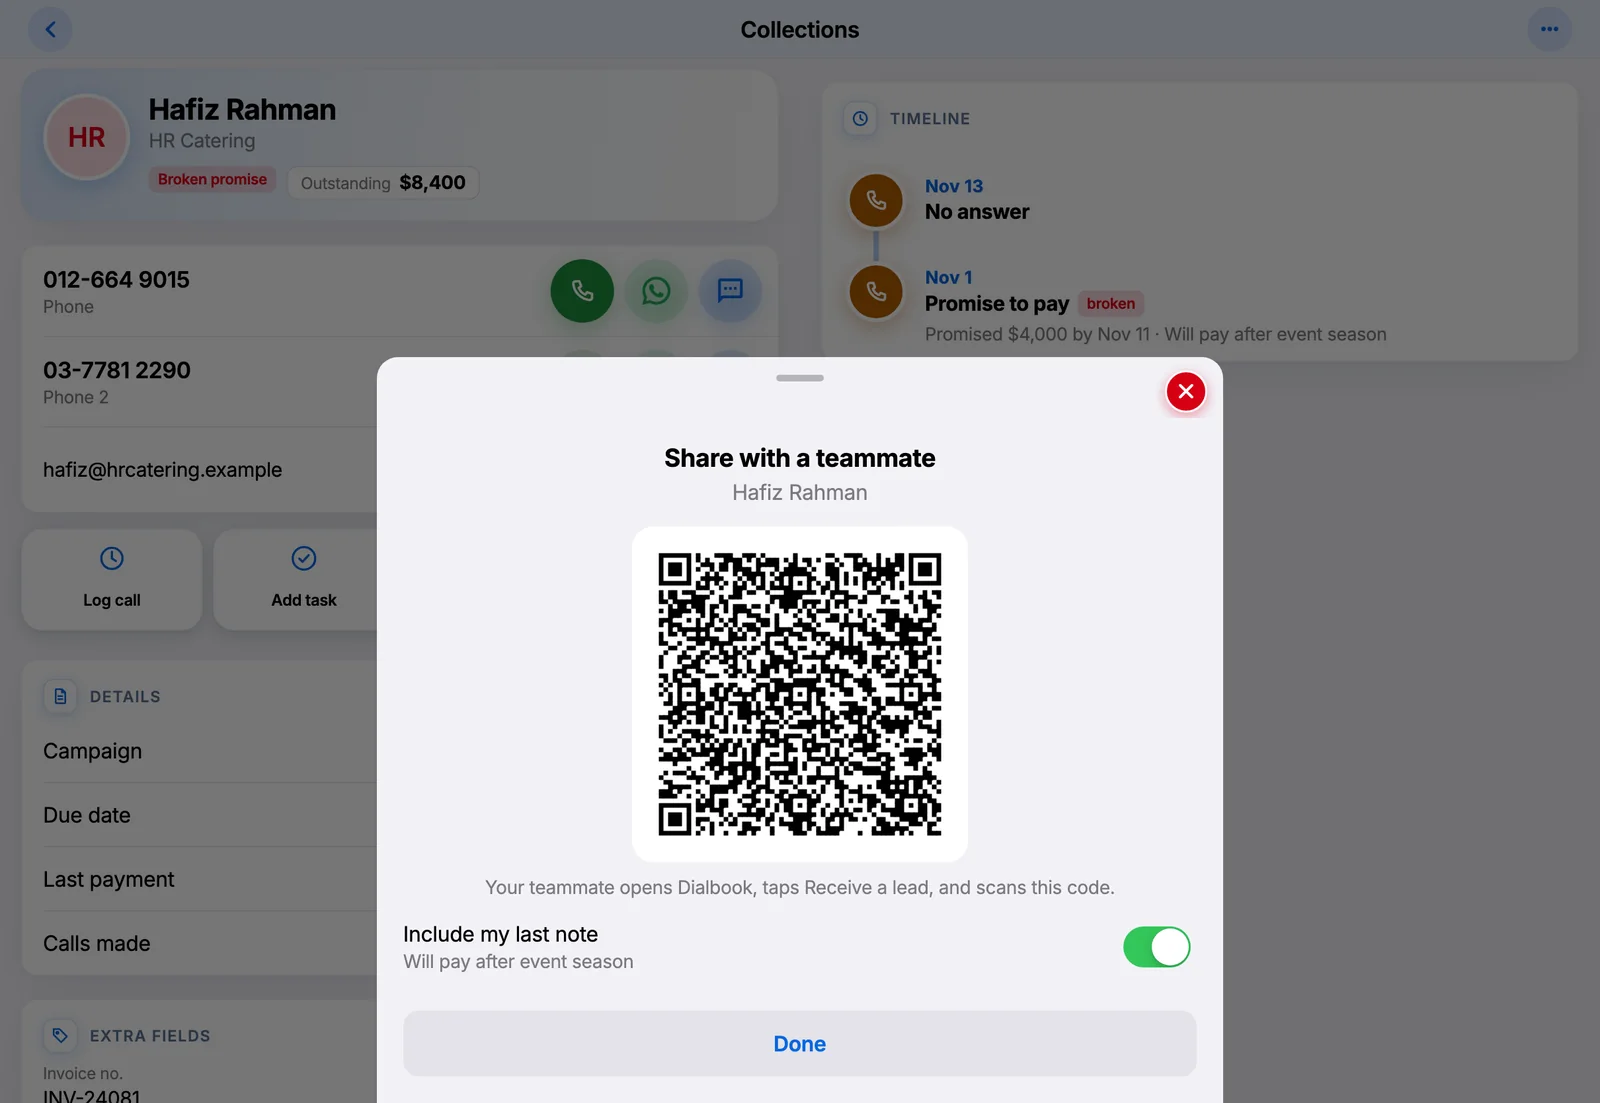 Collections
HR
Hafiz Rahman
HR Catering
Broken promise
Outstanding $8,400
012-664 9015
Phone
03-7781 2290
Phone 2
hafiz@hrcatering.example
Log call
Add task
DETAILS
Campaign
Due date
Last payment
Calls made
EXTRA FIELDS
Invoice no.
INV-24081
TIMELINE
Nov 13
No answer
Nov 1
Promise to pay broken
Promised $4,000 by Nov 11 · Will pay after event season
Share with a teammate
Hafiz Rahman
Your teammate opens Dialbook, taps Receive a lead, and scans this code.
Include my last note
Will pay after event season
Done